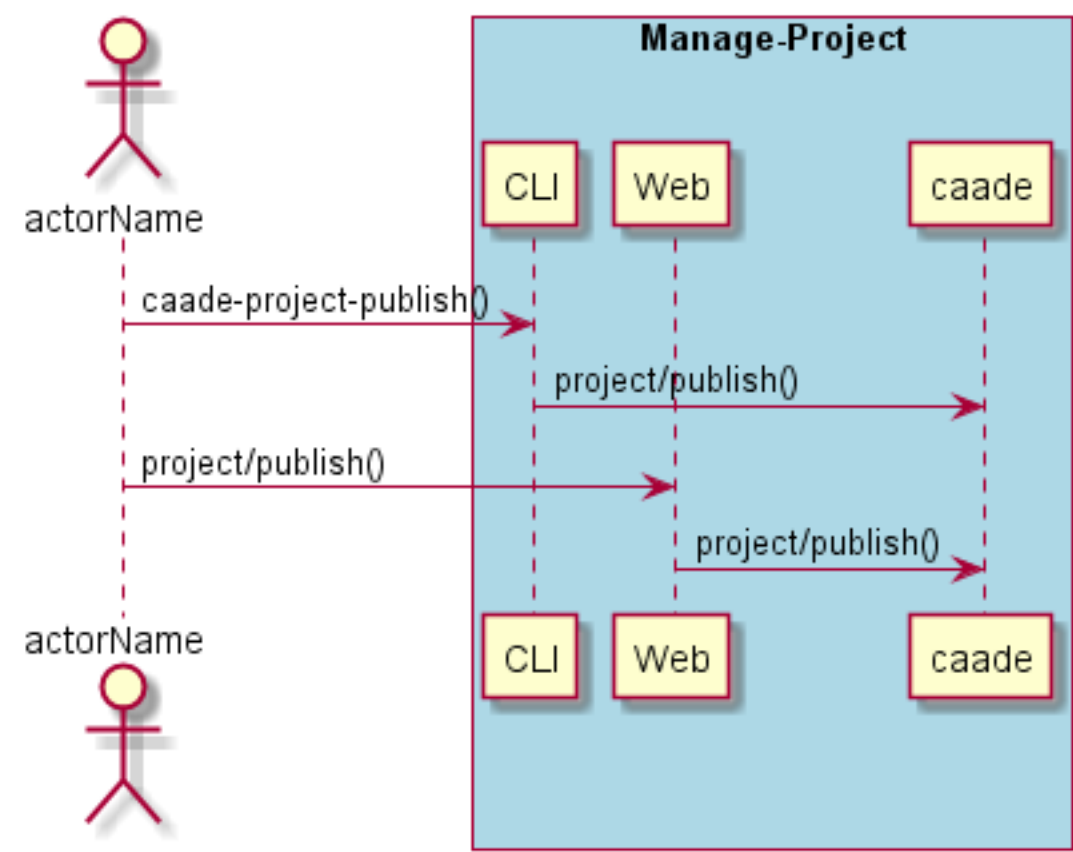 Manage-Project
CLI
Web
caade
actorName
caade-project-publish()
project/publish()
project/publish()
project/publish()
actorName
CLI
Web
caade